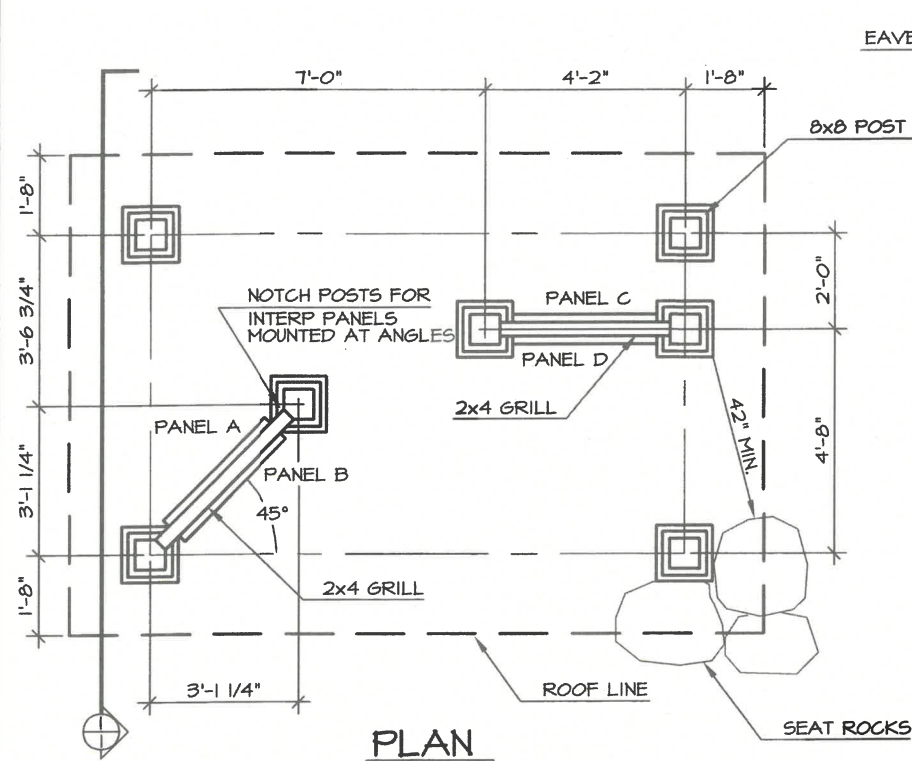 EAVE
7'-0"
4'-2"
1'-8"
8x8 POST
1'-8"
3'-6 3/4"
3'-1 1/4"
1'-8"
NOTCH POSTS FOR
INTERP PANELS
MOUNTED AT ANGLES
PANEL C
PANEL D
2x4 GRILL
2'-0"
4'-8"
42" MIN.
PANEL A
PANEL B
45°
2x4 GRILL
3'-1 1/4"
ROOF LINE
SEAT ROCKS
PLAN